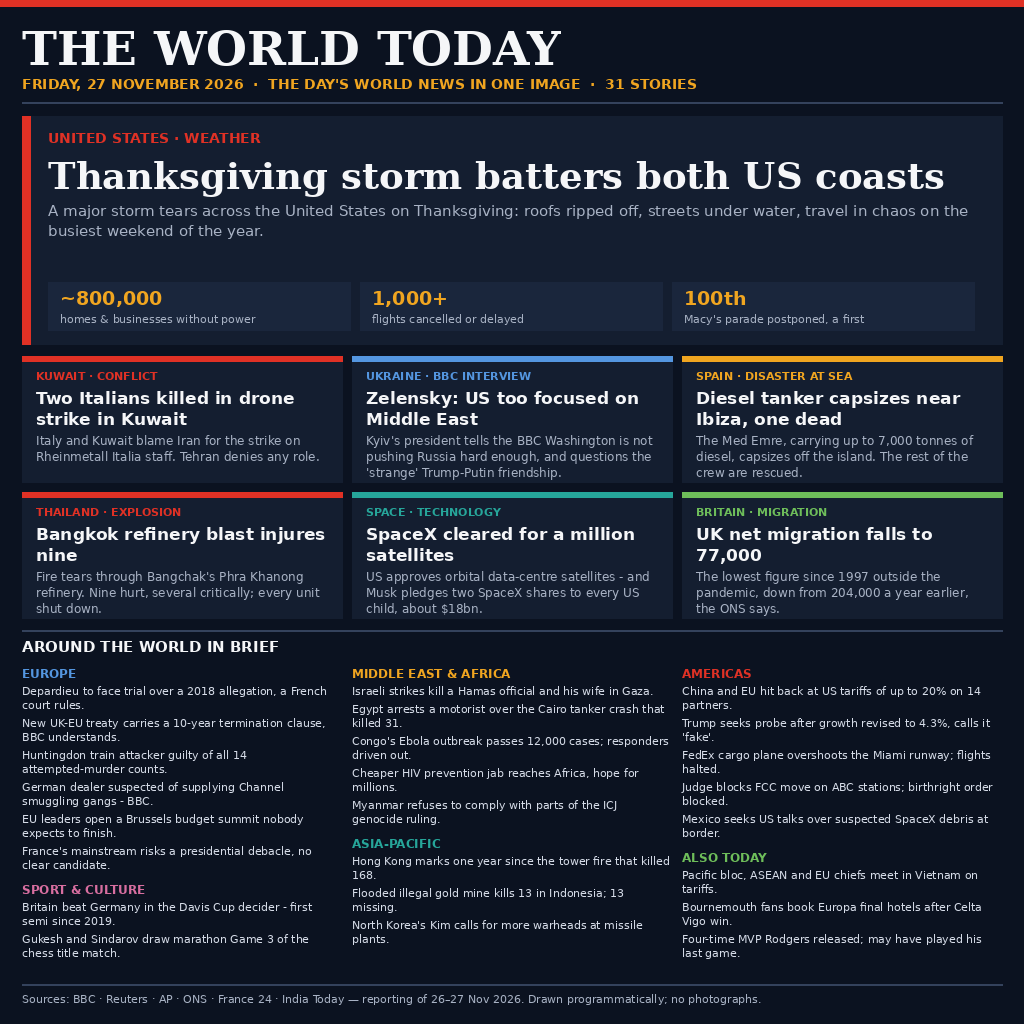 THE WORLD TODAY
FRIDAY, 27 NOVEMBER 2026 · THE DAY'S WORLD NEWS IN ONE IMAGE · 31 STORIES
UNITED STATES · WEATHER
Thanksgiving storm batters both US coasts
A major storm tears across the United States on Thanksgiving: roofs ripped off, streets under water, travel in chaos on the
busiest weekend of the year.
~800,000
homes & businesses without power
1,000+
flights cancelled or delayed
100th
Macy's parade postponed, a first
KUWAIT · CONFLICT
Two Italians killed in drone
strike in Kuwait
Italy and Kuwait blame Iran for the strike on
Rheinmetall Italia staff. Tehran denies any role.
UKRAINE · BBC INTERVIEW
Zelensky: US too focused on
Middle East
Kyiv's president tells the BBC Washington is not
pushing Russia hard enough, and questions the
'strange' Trump-Putin friendship.
SPAIN · DISASTER AT SEA
Diesel tanker capsizes near
Ibiza, one dead
The Med Emre, carrying up to 7,000 tonnes of
diesel, capsizes off the island. The rest of the
crew are rescued.
THAILAND · EXPLOSION
Bangkok refinery blast injures
nine
Fire tears through Bangchak's Phra Khanong
refinery. Nine hurt, several critically; every unit
shut down.
SPACE · TECHNOLOGY
SpaceX cleared for a million
satellites
US approves orbital data-centre satellites - and
Musk pledges two SpaceX shares to every US
child, about $18bn.
BRITAIN · MIGRATION
UK net migration falls to
77,000
The lowest figure since 1997 outside the
pandemic, down from 204,000 a year earlier,
the ONS says.
AROUND THE WORLD IN BRIEF
EUROPE
Depardieu to face trial over a 2018 allegation, a French
court rules.
New UK-EU treaty carries a 10-year termination clause,
BBC understands.
Huntingdon train attacker guilty of all 14
attempted-murder counts.
German dealer suspected of supplying Channel
smuggling gangs - BBC.
EU leaders open a Brussels budget summit nobody
expects to finish.
France's mainstream risks a presidential debacle, no
clear candidate.
SPORT & CULTURE
Britain beat Germany in the Davis Cup decider - first
semi since 2019.
Gukesh and Sindarov draw marathon Game 3 of the
chess title match.
MIDDLE EAST & AFRICA
Israeli strikes kill a Hamas official and his wife in Gaza.
Egypt arrests a motorist over the Cairo tanker crash that
killed 31.
Congo's Ebola outbreak passes 12,000 cases; responders
driven out.
Cheaper HIV prevention jab reaches Africa, hope for
millions.
Myanmar refuses to comply with parts of the ICJ
genocide ruling.
ASIA-PACIFIC
Hong Kong marks one year since the tower fire that killed
168.
Flooded illegal gold mine kills 13 in Indonesia; 13
missing.
North Korea's Kim calls for more warheads at missile
plants.
AMERICAS
China and EU hit back at US tariffs of up to 20% on 14
partners.
Trump seeks probe after growth revised to 4.3%, calls it
'fake'.
FedEx cargo plane overshoots the Miami runway; flights
halted.
Judge blocks FCC move on ABC stations; birthright order
blocked.
Mexico seeks US talks over suspected SpaceX debris at
border.
ALSO TODAY
Pacific bloc, ASEAN and EU chiefs meet in Vietnam on
tariffs.
Bournemouth fans book Europa final hotels after Celta
Vigo win.
Four-time MVP Rodgers released; may have played his
last game.
Sources: BBC · Reuters · AP · ONS · France 24 · India Today — reporting of 26–27 Nov 2026. Drawn programmatically; no photographs.